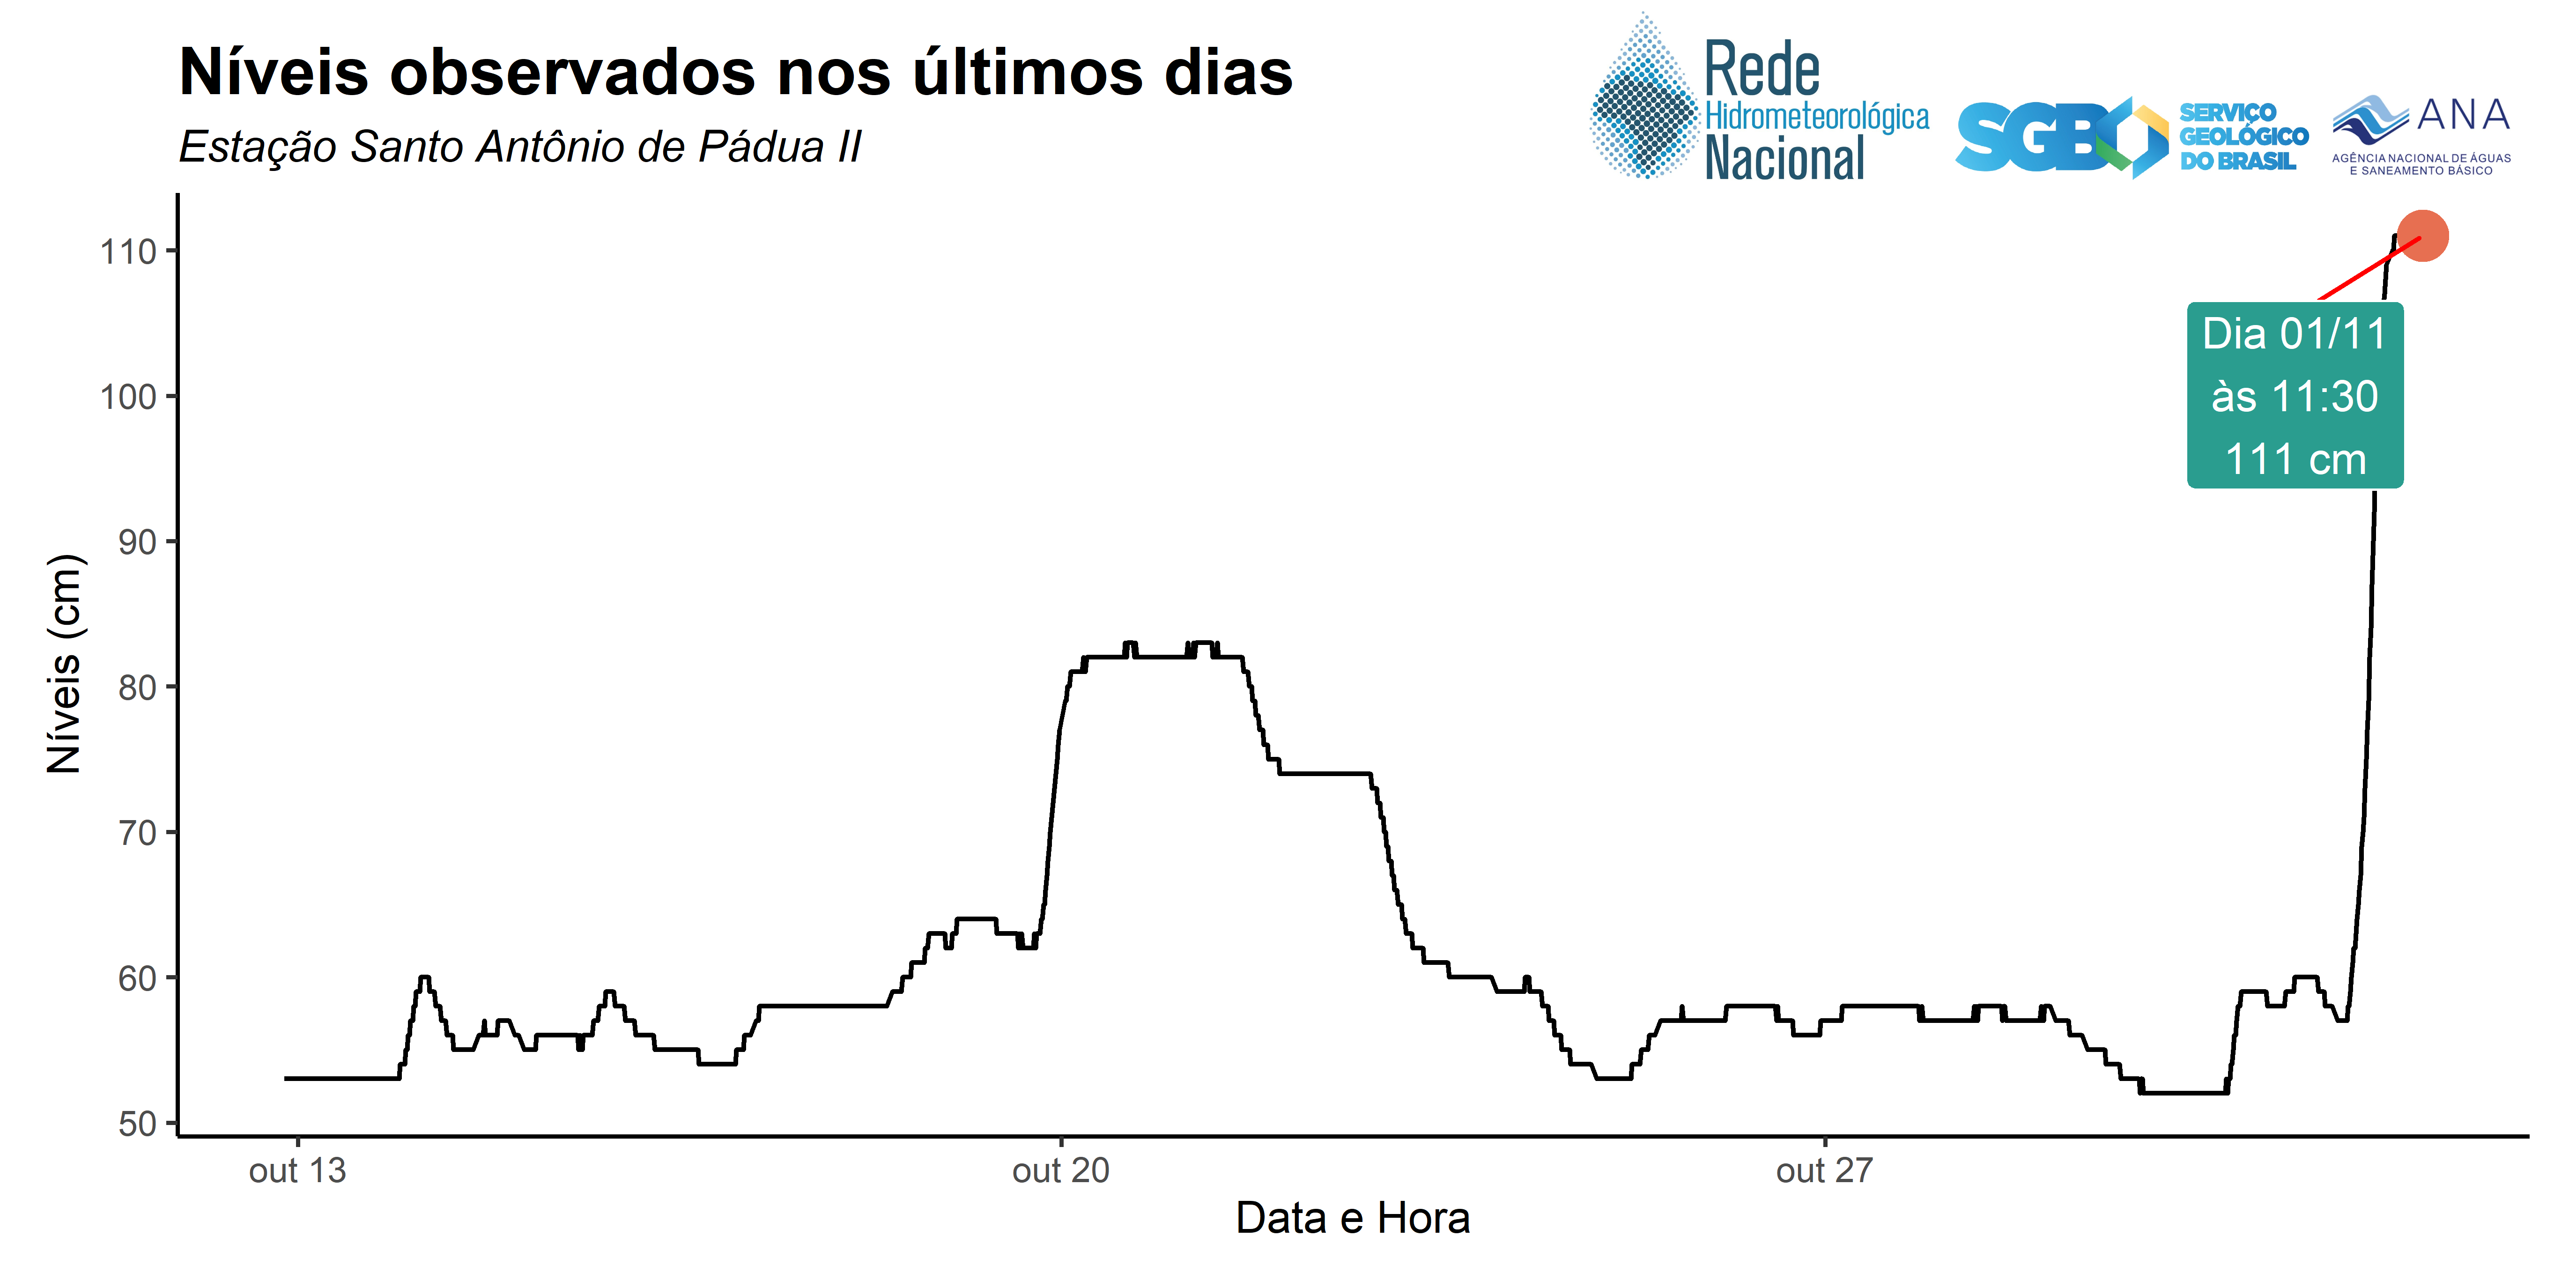 Níveis observados nos últimos dias
Estação Santo Antônio de Pádua II
Rede
Hidrometeorológica
Nacional
SGB
SERVIÇO
GEOLÓGICO
DO BRASIL
ANA
AGÊNCIA NACIONAL DE ÁGUAS
E SANEAMENTO BÁSICO
Níveis (cm)
110
100
90
80
70
60
50
Dia 01/11
às 11:30
111 cm
out 13
out 20
out 27
Data e Hora